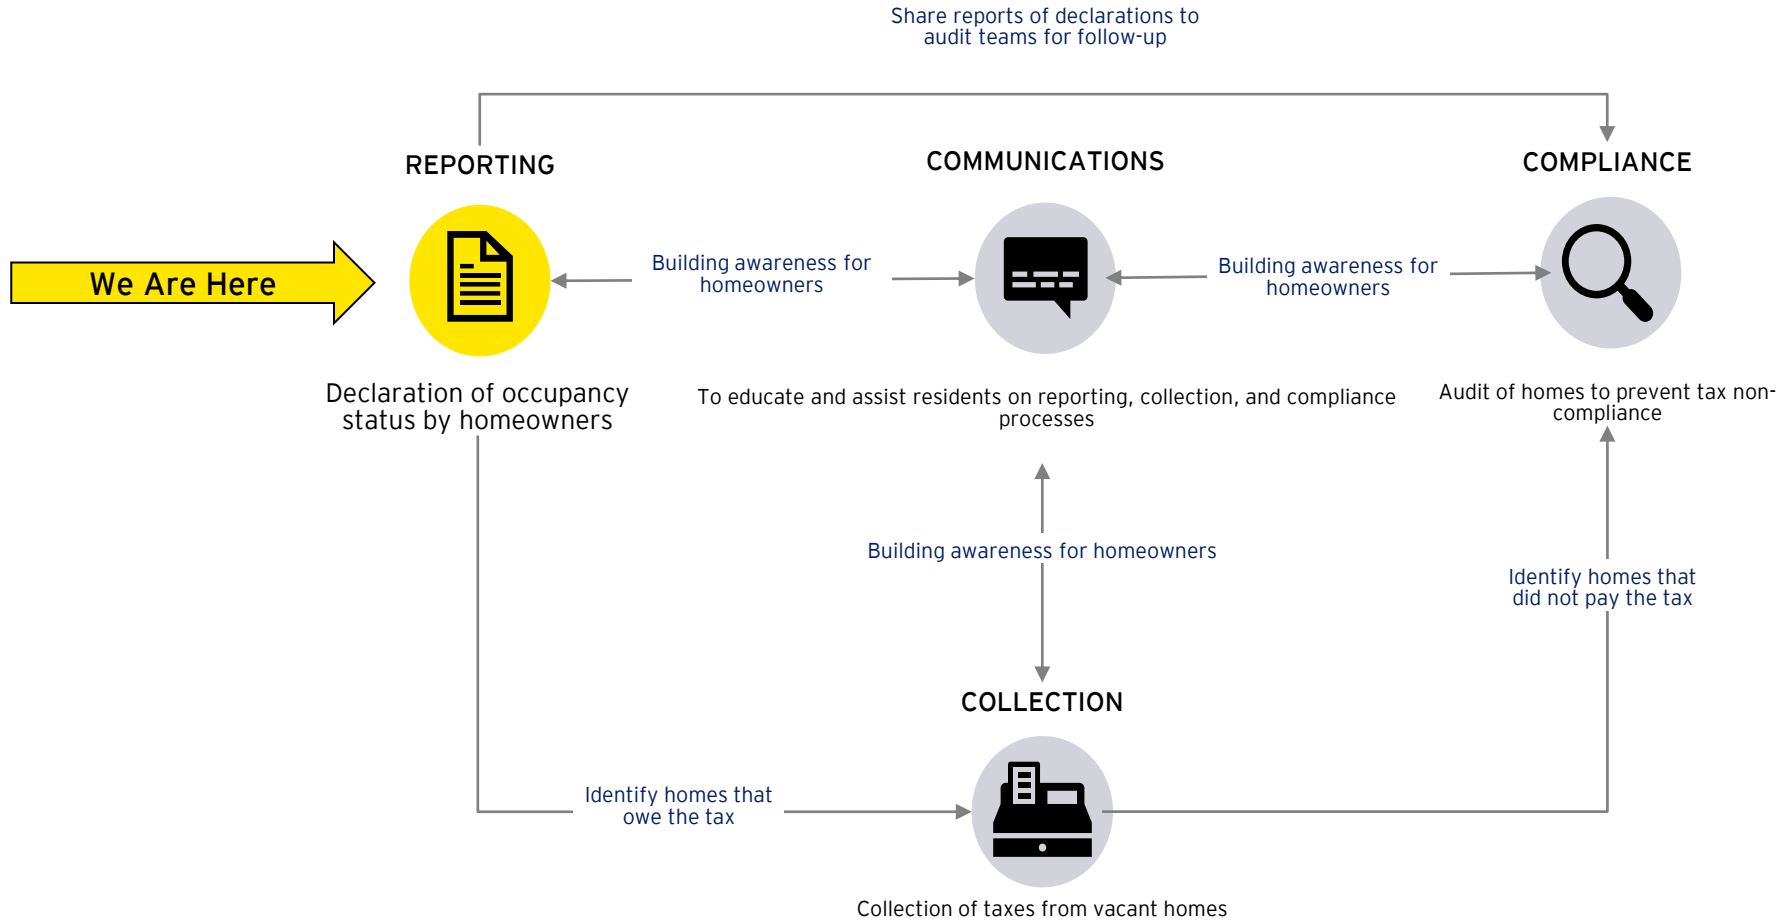 Share reports of declarations to
audit teams for follow-up
REPORTING
COMMUNICATIONS
COMPLIANCE
We Are Here
Building awareness for
homeowners
Building awareness for
homeowners
Declaration of occupancy
status by homeowners
To educate and assist residents on reporting, collection, and compliance
processes
Audit of homes to prevent tax non-
compliance
Building awareness for homeowners
Identify homes that
did not pay the tax
COLLECTION
Identify homes that
owe the tax
Collection of taxes from vacant homes